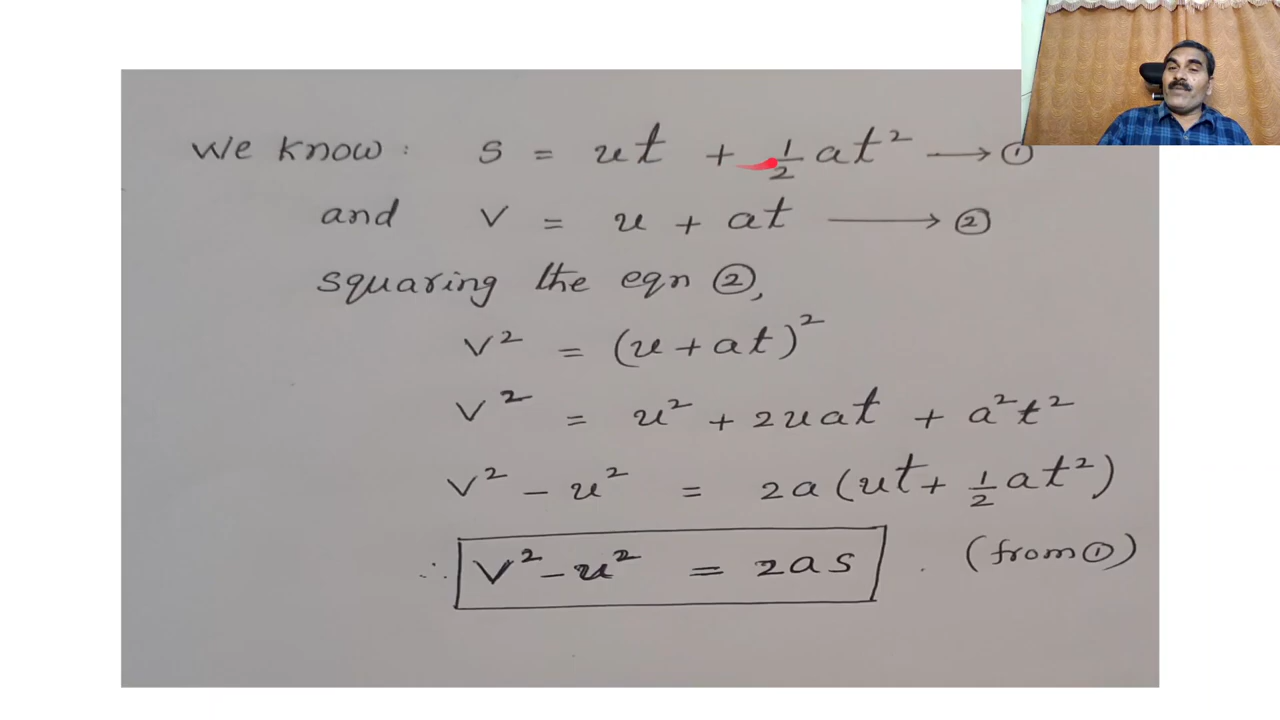 we know : s = ut + 1/2 at² ⟶ ①
and v = u + at ⟶ ②
squaring the eqn ②,
v² = (u + at)²
v² = u² + 2uat + a²t²
v² - u² = 2a (ut + 1/2 at²)
∴ v² - u² = 2as . (from ①)